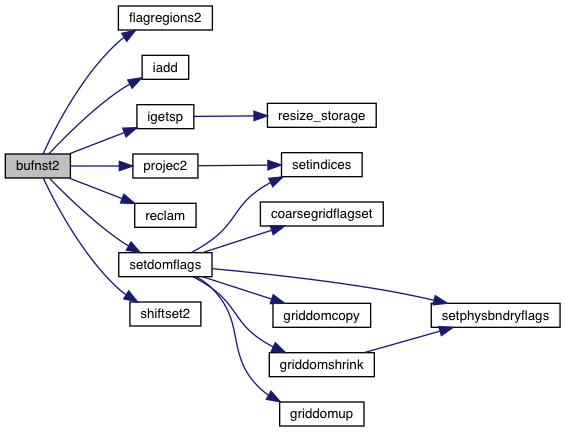 flagregions2
iadd
igetsp
resize_storage
bufnst2
projec2
setindices
reclam
coarsegridflagset
setdomflags
shiftset2
griddomcopy
setphysbndryflags
griddomshrink
griddomup